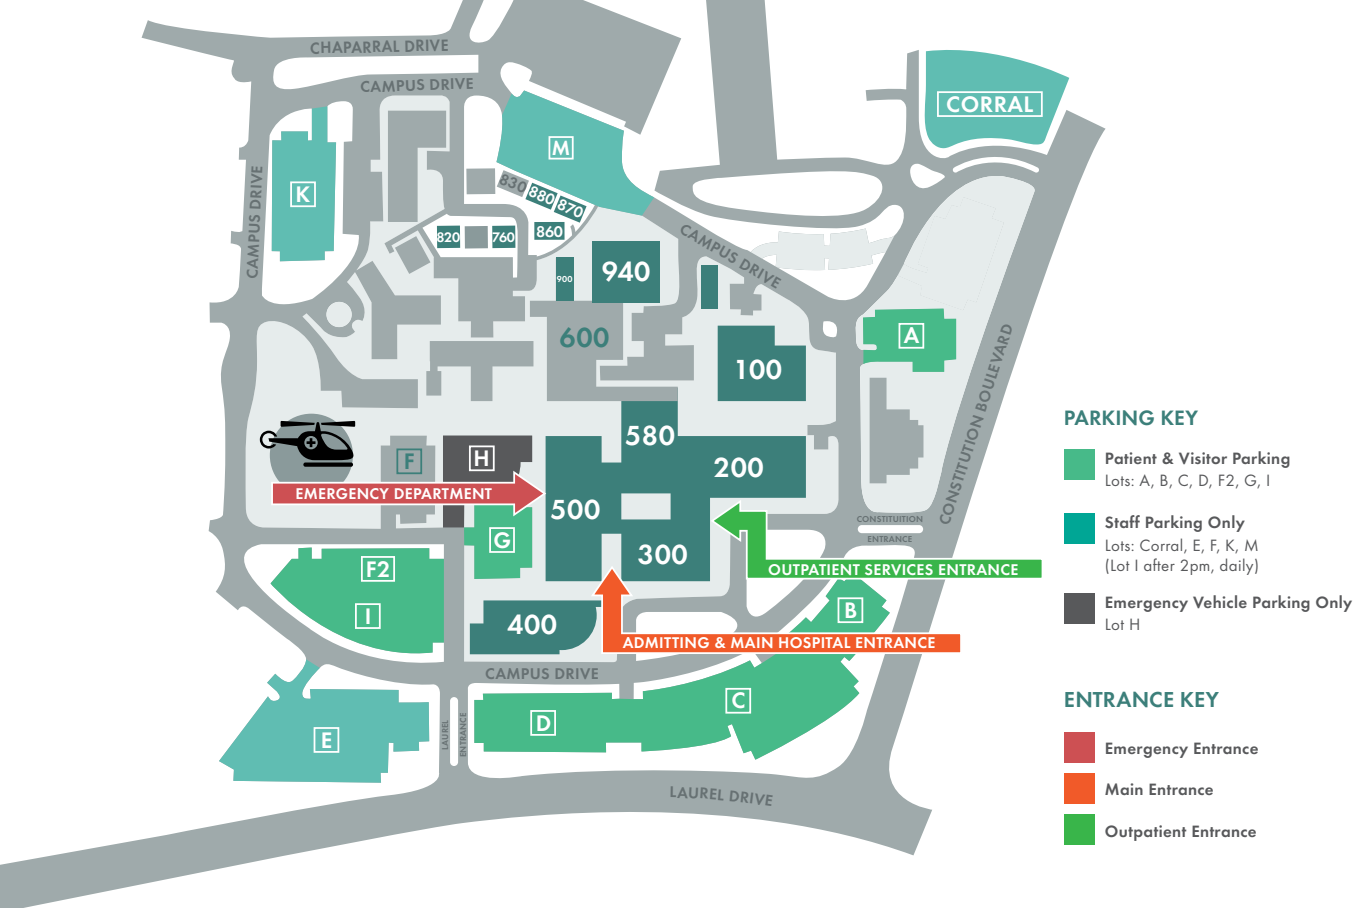 CHAPARRAL DRIVE
CAMPUS DRIVE
CORRAL
M
K
CAMPUS DRIVE
830
880
870
860
820
760
CAMPUS DRIVE
900
940
600
A
100
CONSTITUTION BOULEVARD
580
F
H
200
EMERGENCY DEPARTMENT
500
G
300
CONSTITUTION
ENTRANCE
OUTPATIENT SERVICES ENTRANCE
F2
I
B
400
ADMITTING & MAIN HOSPITAL ENTRANCE
CAMPUS DRIVE
C
D
E
LAUREL
ENTRANCE
LAUREL DRIVE
PARKING KEY
Patient & Visitor Parking
Lots: A, B, C, D, F2, G, I
Staff Parking Only
Lots: Corral, E, F, K, M
(Lot I after 2pm, daily)
Emergency Vehicle Parking Only
Lot H
ENTRANCE KEY
Emergency Entrance
Main Entrance
Outpatient Entrance